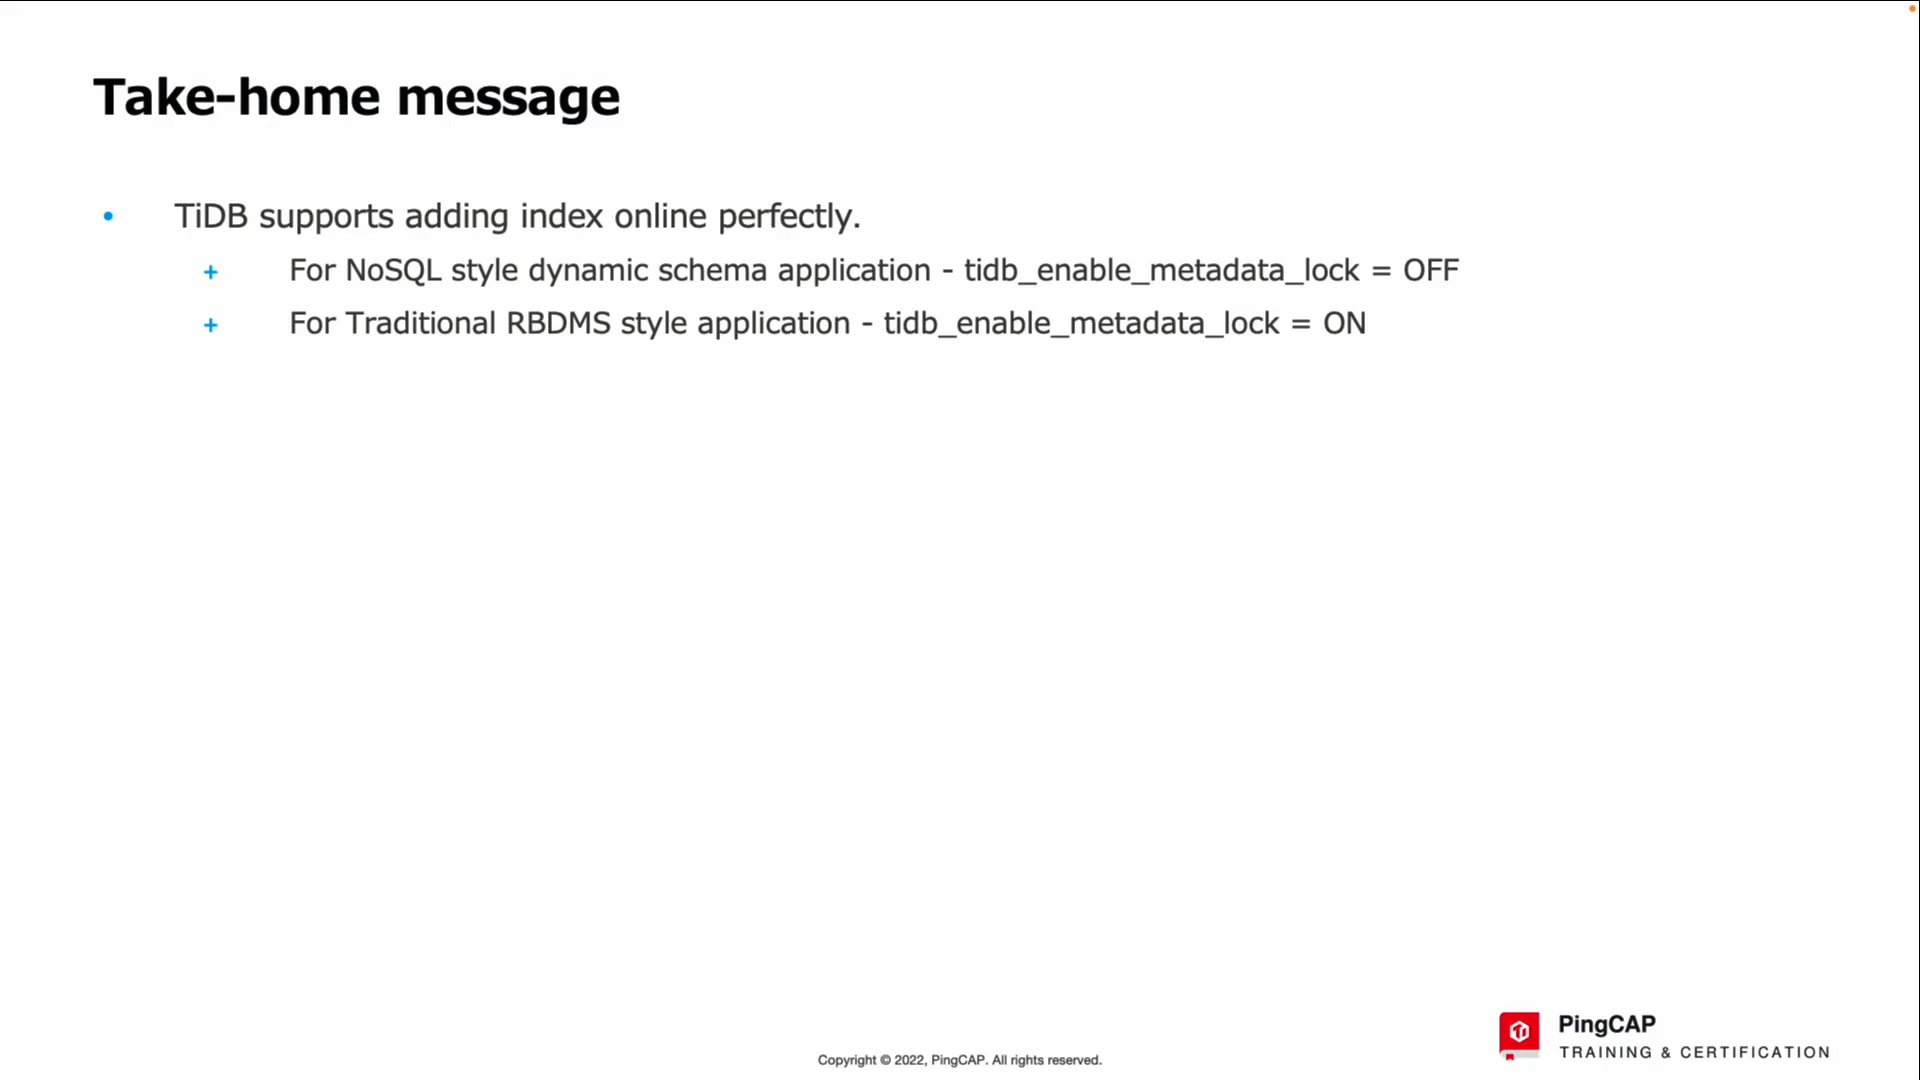 Take-home message
• TiDB supports adding index online perfectly.
+ For NoSQL style dynamic schema application - tidb_enable_metadata_lock = OFF
+ For Traditional RBDMS style application - tidb_enable_metadata_lock = ON
PingCAP
TRAINING & CERTIFICATION
Copyright © 2022, PingCAP. All rights reserved.